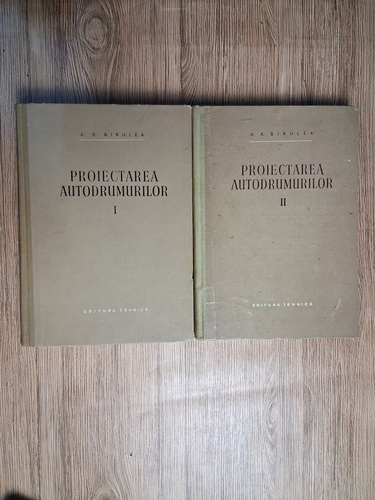 A. K. BIRULEA
PROIECTAREA
AUTODRUMURILOR
I
EDITURA TEHNICA
A. K. BIRULEA
PROIECTAREA
AUTODRUMURILOR
II
EDITURA TEHNICA